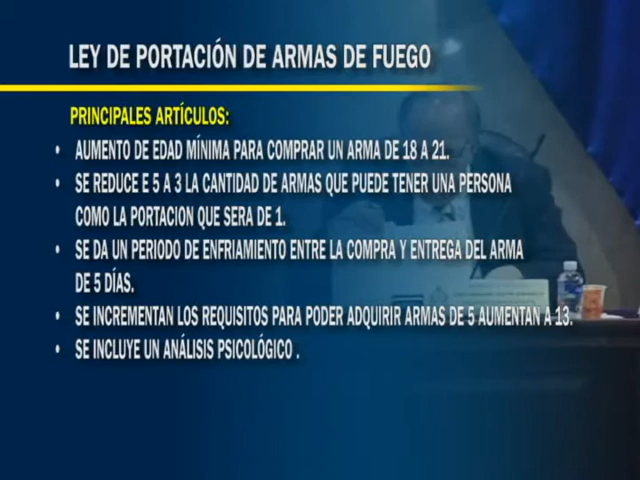 LEY DE PORTACIÓN DE ARMAS DE FUEGO
PRINCIPALES ARTÍCULOS:
• AUMENTO DE EDAD MÍNIMA PARA COMPRAR UN ARMA DE 18 A 21.
• SE REDUCE E 5 A 3 LA CANTIDAD DE ARMAS QUE PUEDE TENER UNA PERSONA
COMO LA PORTACION QUE SERA DE 1.
• SE DA UN PERIODO DE ENFRIAMIENTO ENTRE LA COMPRA Y ENTREGA DEL ARMA
DE 5 DÍAS.
• SE INCREMENTAN LOS REQUISITOS PARA PODER ADQUIRIR ARMAS DE 5 AUMENTAN A 13.
• SE INCLUYE UN ANÁLISIS PSICOLÓGICO .